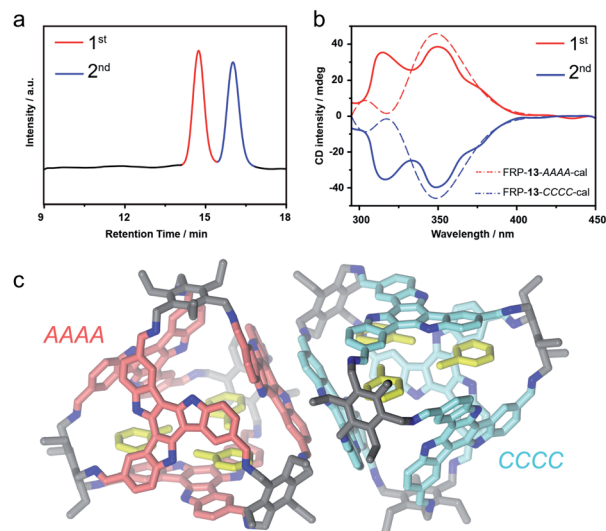 a
1st
2nd
Intensity / a.u.
9 12 15 18
Retention Time / min
b
1st
2nd
CD intensity / mdeg
40
20
0
-20
-40
FRP-13-AAAA-cal
FRP-13-CCCC-cal
300 350 400 450
Wavelength / nm
c
AAAA
CCCC